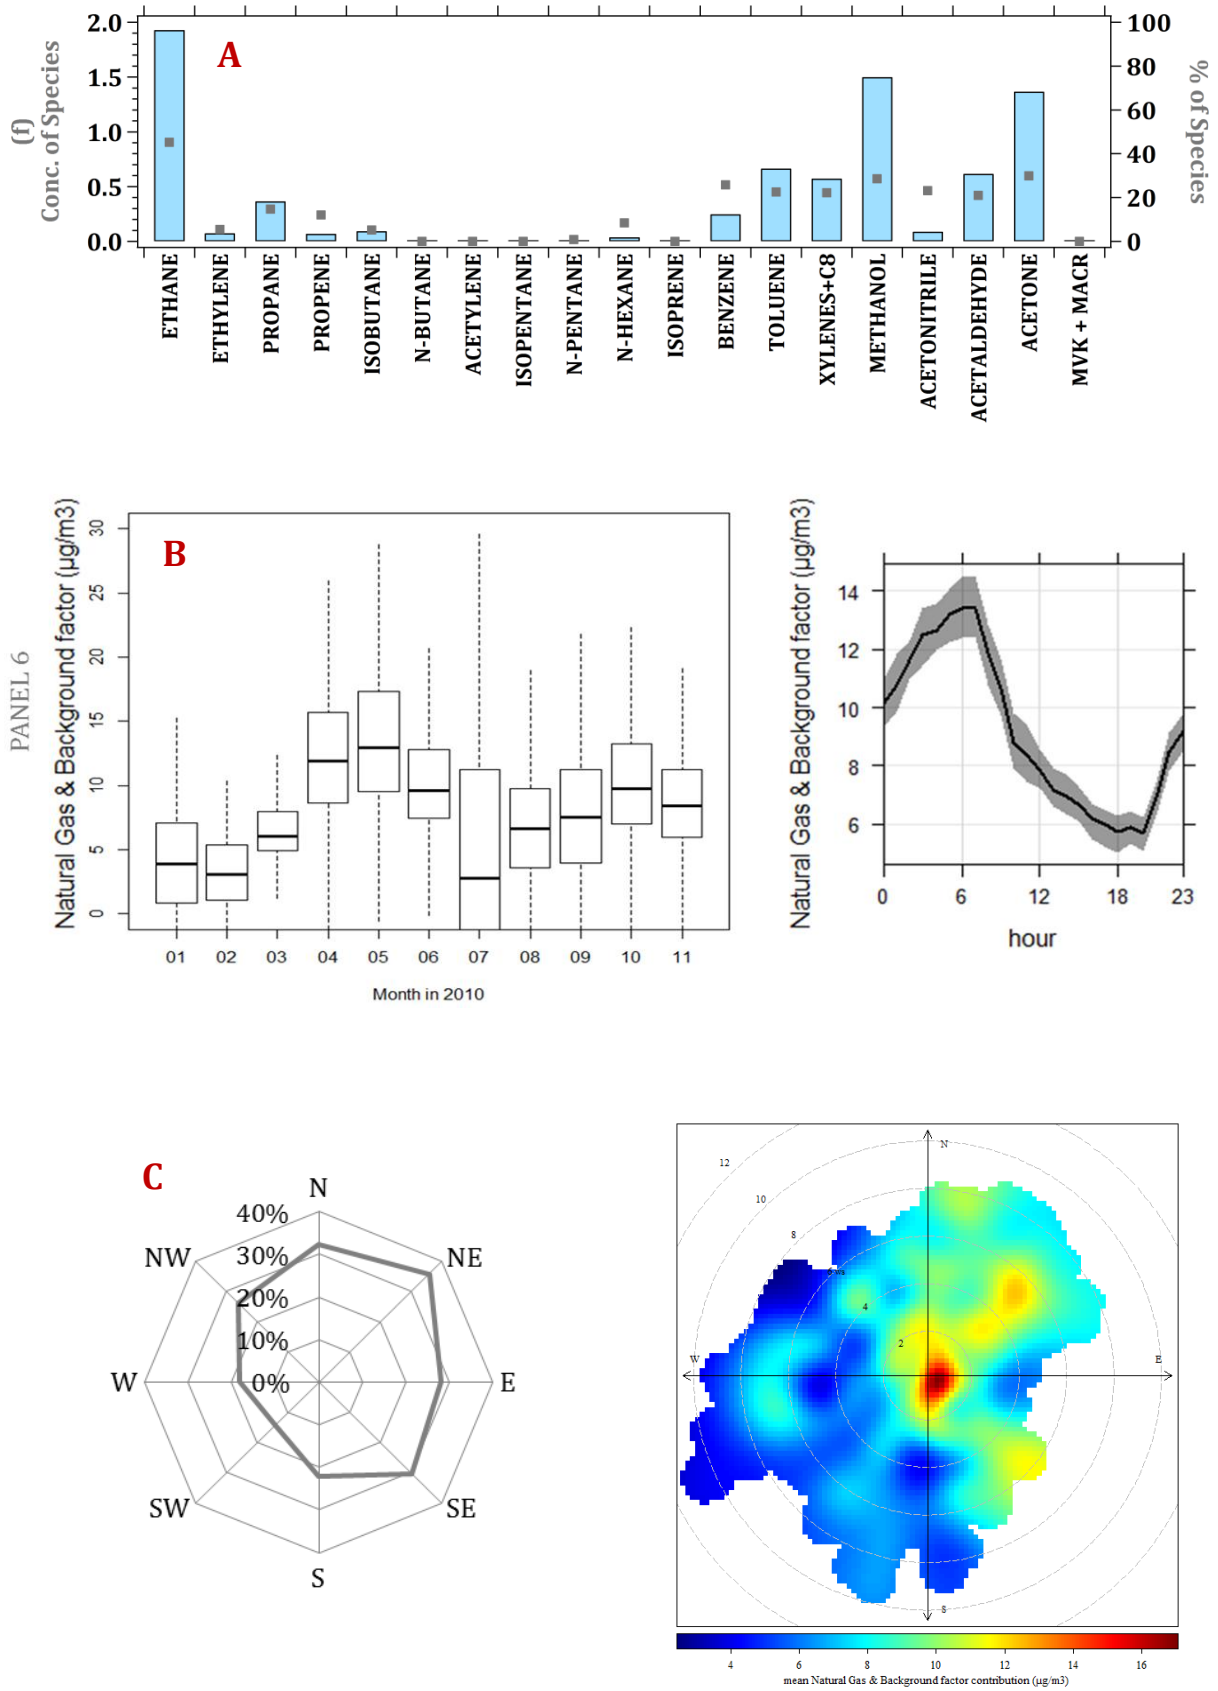 A
(f)
Conc. of Species
2.0
1.5
1.0
0.5
0.0
100
80
60
40
20
0
% of Species
ETHANE
ETHYLENE
PROPANE
PROPENE
ISOBUTANE
N-BUTANE
ACETYLENE
ISOPENTANE
N-PENTANE
N-HEXANE
ISOPRENE
BENZENE
TOLUENE
XYLENES+C8
METHANOL
ACETONITRILE
ACETALDEHYDE
ACETONE
MVK + MACR
PANEL 6
B
Natural Gas & Background factor (µg/m3)
30
25
20
15
10
5
0
01 02 03 04 05 06 07 08 09 10 11
Month in 2010
Natural Gas & Background factor (µg/m3)
14
12
10
8
6
0 6 12 18 23
hour
C
N
40%
30%
20%
10%
0%
NW
NE
W
E
SW
SE
S
12
10
8
4
2
N
W
E
S
4 6 8 10 12 14 16
mean Natural Gas & Background factor contribution (µg/m3)